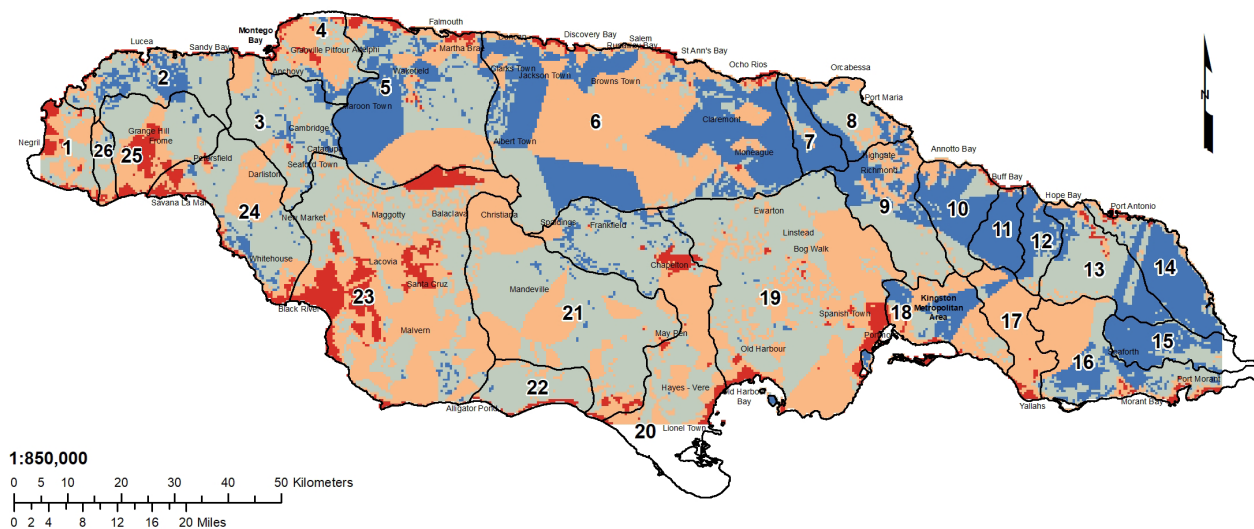 Falmouth
Montego
Bay
4
Lucea
Sandy Bay
Duncan
Discovery Bay
Salem
Runaway Bay
St Ann's Bay
Granville Pitfour Adelphi
Martha Brae
Ocho Rios
Orcabessa
Anchovy
Wakefield
Clarks Town
Jackson Town
Browns Town
2
5
Port Maria
Maroon Town
Claremont
3
6
7
8
Negril
1
26
25
Grange Hill
Frome
Cambridge
Catadupa
Albert Town
Moneague
Highgate
Annotto Bay
Petersfield
Seaford Town
Richmond
Buff Bay
Darliston
Hope Bay
Savana La Mar
24
New Market
Maggotty
Balaclava
Christiana
Spaldings
Frankfield
Ewarton
9
10
Port Antonio
Linstead
11
12
Bog Walk
Whitehouse
Lacovia
Chapelton
13
14
Santa Cruz
Mandeville
23
19
Kingston
Metropolitan
Area
Black River
21
Spanish Town
18
17
Malvern
May Pen
Portmore
15
Old Harbour
Seaforth
16
22
Hayes - Vere
Port Morant
Old Harbour
Bay
Alligator Pond
Yallahs
Morant Bay
20
Lionel Town
N
1:850,000
0 5 10 20 30 40 50 Kilometers
0 2 4 8 12 16 20 Miles